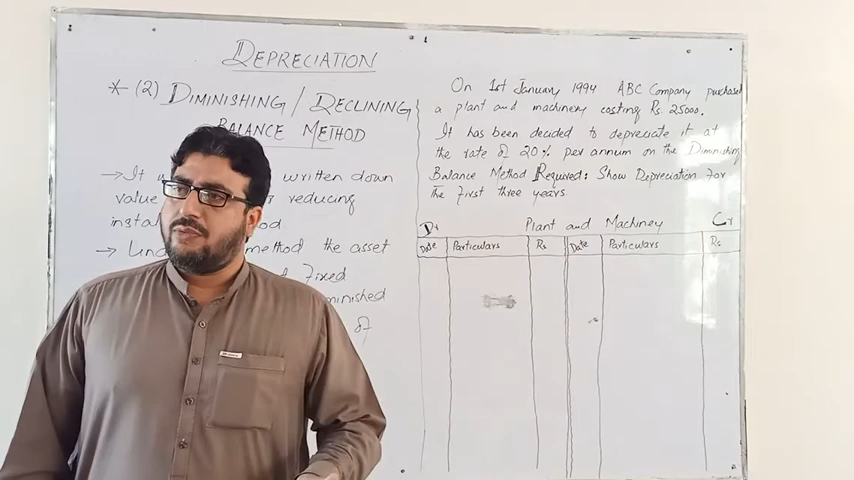 DEPRECIATION
* (2) DIMINISHING / DECLINING
BALANCE METHOD
→ It written down
value reducing
instal
→ Und method the asset
Fixed
minished
of
On 1st January 1994 ABC Company purchased
a plant and machinery costing Rs. 25000.
It has been decided to depreciate it at
the rate of 20% per annum on the Diminishing
Balance Method Required: Show Depreciation for
The First three years.
Dr Plant and Machiney Cr
Date Particulars Rs Date Particulars Rs